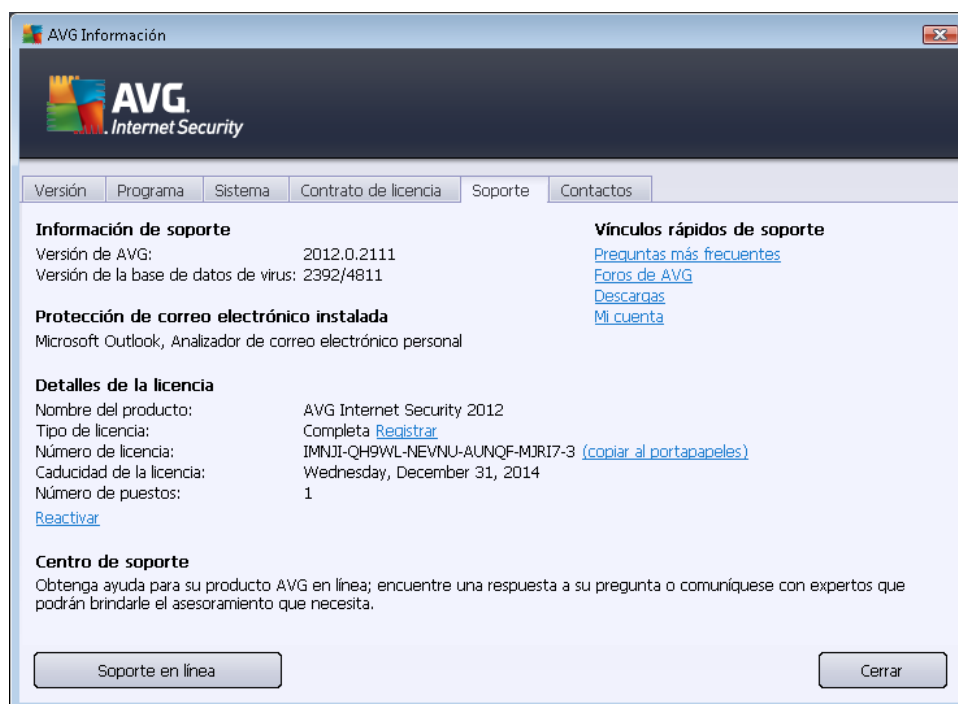 AVG Información
AVG.
Internet Security
Versión
Programa
Sistema
Contrato de licencia
Soporte
Contactos
Información de soporte
Versión de AVG: 2012.0.2111
Versión de la base de datos de virus: 2392/4811
Protección de correo electrónico instalada
Microsoft Outlook, Analizador de correo electrónico personal
Detalles de la licencia
Nombre del producto: AVG Internet Security 2012
Tipo de licencia: Completa Registrar
Número de licencia: IMNJI-QH9WL-NEVNU-AUNQF-MJRI7-3 (copiar al portapapeles)
Caducidad de la licencia: Wednesday, December 31, 2014
Número de puestos: 1
Reactivar
Vínculos rápidos de soporte
Preguntas más frecuentes
Foros de AVG
Descargas
Mi cuenta
Centro de soporte
Obtenga ayuda para su producto AVG en línea; encuentre una respuesta a su pregunta o comuníquese con expertos que
podrán brindarle el asesoramiento que necesita.
Soporte en línea
Cerrar